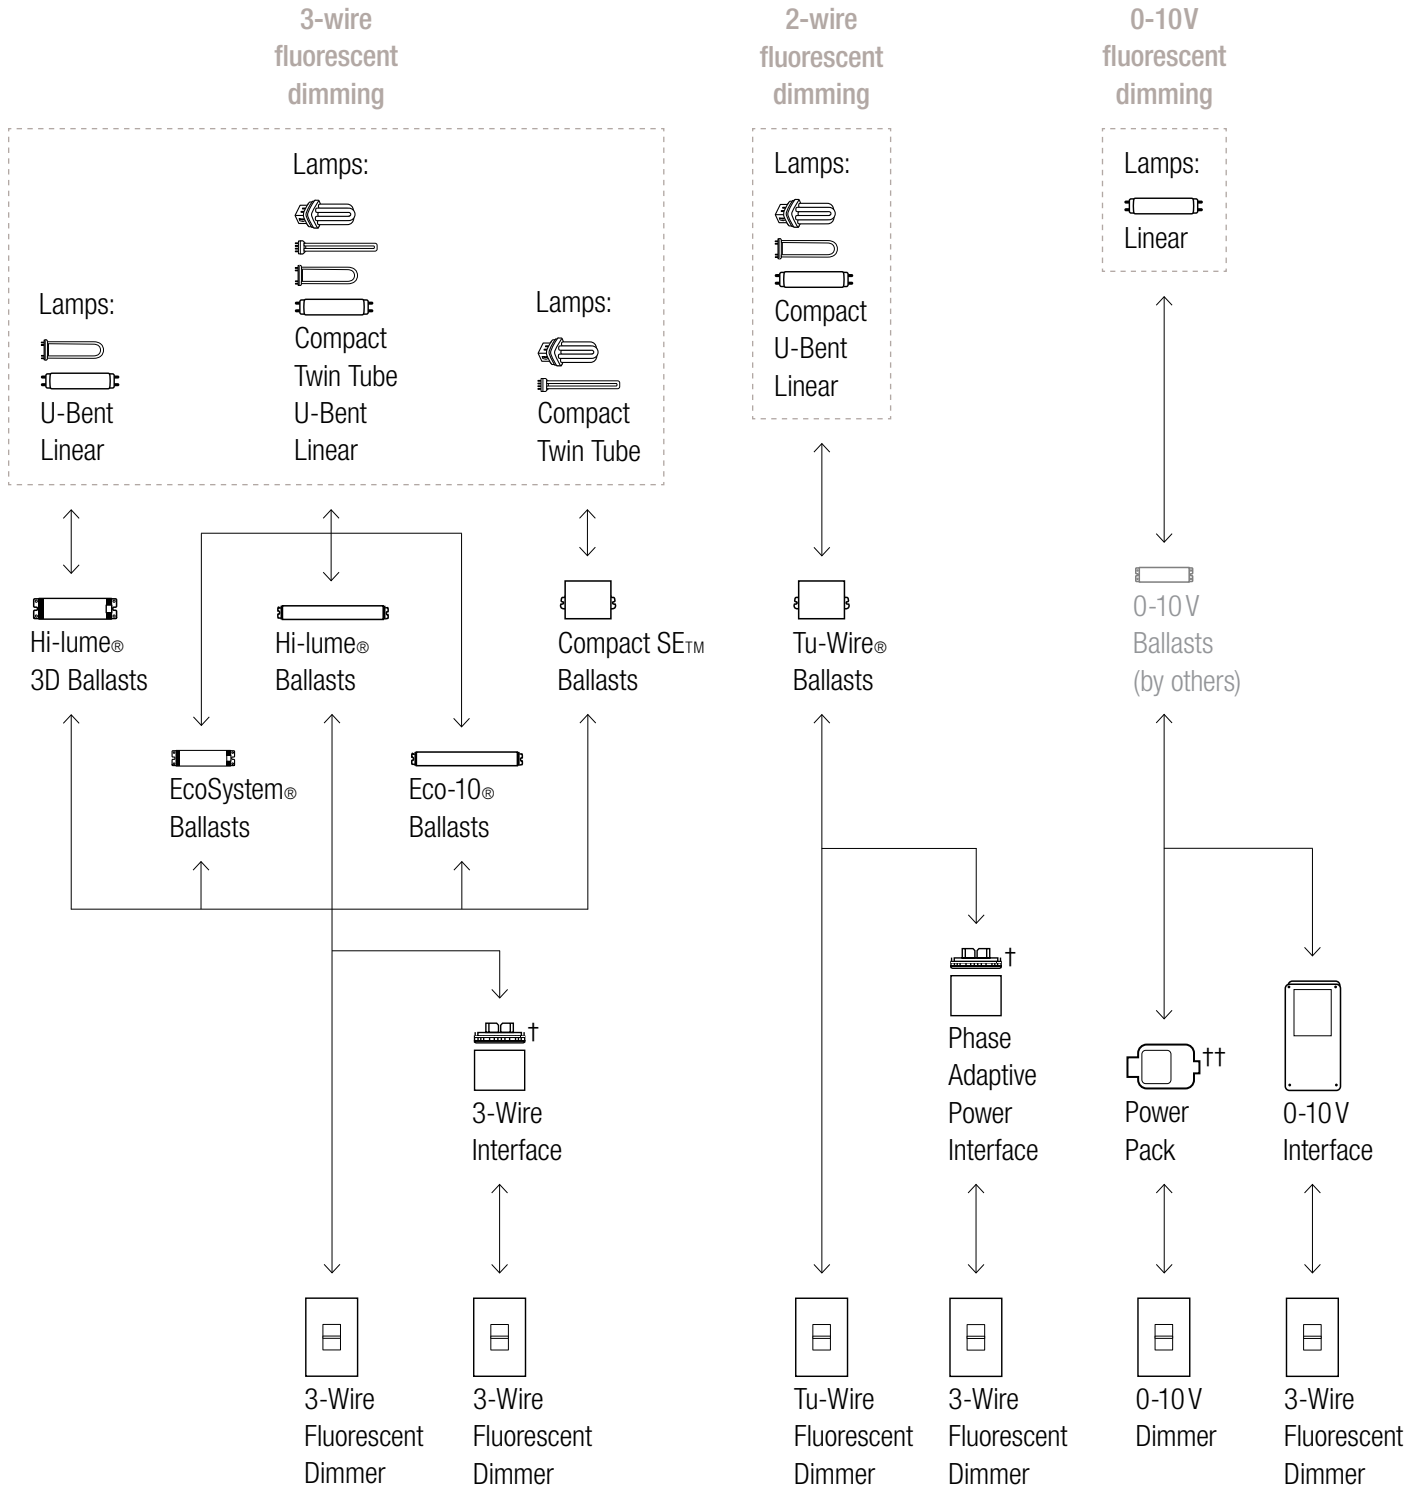 3-wire
fluorescent
dimming
2-wire
fluorescent
dimming
0-10V
fluorescent
dimming
Lamps:
U-Bent
Linear
Lamps:
Compact
Twin Tube
U-Bent
Linear
Lamps:
Compact
Twin Tube
Lamps:
Compact
U-Bent
Linear
Lamps:
Linear
Hi-lume®
3D Ballasts
Hi-lume®
Ballasts
Compact SE™
Ballasts
Tu-Wire®
Ballasts
0-10V
Ballasts
(by others)
EcoSystem®
Ballasts
Eco-10®
Ballasts
†
3-Wire
Interface
†
Phase
Adaptive
Power
Interface
††
Power
Pack
0-10V
Interface
3-Wire
Fluorescent
Dimmer
3-Wire
Fluorescent
Dimmer
Tu-Wire
Fluorescent
Dimmer
3-Wire
Fluorescent
Dimmer
0-10V
Dimmer
3-Wire
Fluorescent
Dimmer